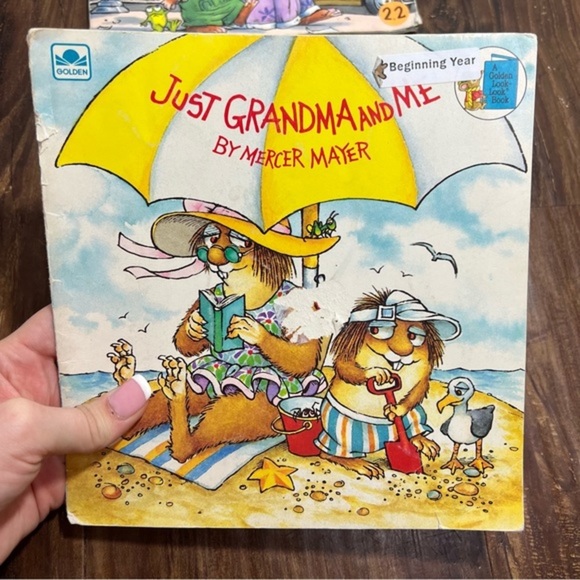 22
GOLDEN
Beginning Year
A
Golden
Look-
Look®
Book
JUST GRANDMA AND ME
BY MERCER MAYER